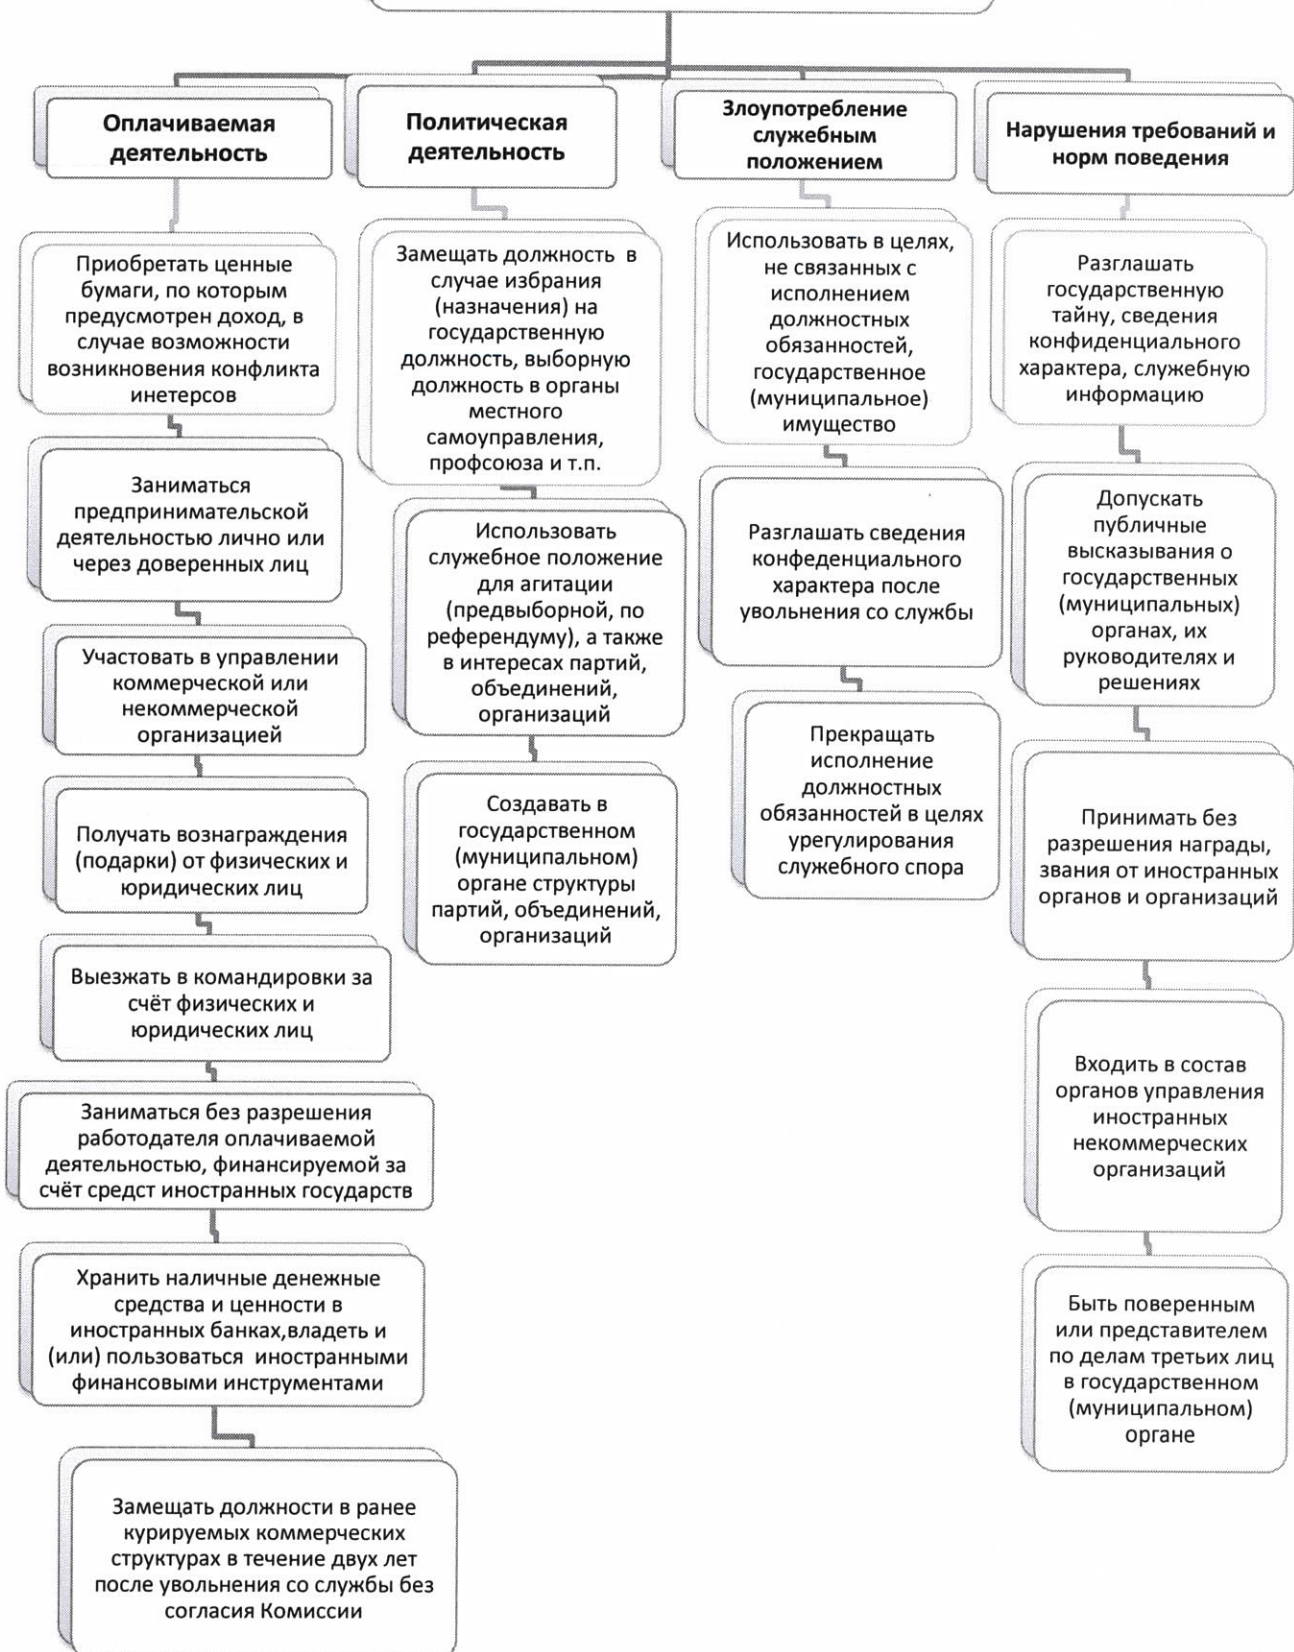 Оплачиваемая
деятельность
Приобретать ценные
бумаги, по которым
предусмотрен доход, в
случае возможности
возникновения конфликта
инетерсов
Заниматься
предпринимательской
деятельностью лично или
через доверенных лиц
Участовать в управлении
коммерческой или
некоммерческой
организацией
Получать вознаграждения
(подарки) от физических и
юридических лиц
Выезжать в командировки за
счёт физических и
юридических лиц
Заниматься без разрешения
работодателя оплачиваемой
деятельностью, финансируемой за
счёт средст иностранных государств
Хранить наличные денежные
средства и ценности в
иностранных банках,владеть и
(или) пользоваться иностранными
финансовыми инструментами
Замещать должности в ранее
курируемых коммерческих
структурах в течение двух лет
после увольнения со службы без
согласия Комиссии
Политическая
деятельность
Замещать должность в
случае избрания
(назначения) на
государственную
должность, выборную
должность в органы
местного
самоуправления,
профсоюза и т.п.
Использовать
служебное положение
для агитации
(предвыборной, по
референдуму), а также
в интересах партий,
объединений,
организаций
Создавать в
государственном
(муниципальном)
органе структуры
партий, объединений,
организаций
Злоупотребление
служебным
положением
Использовать в целях,
не связанных с
исполнением
должностных
обязанностей,
государственное
(муниципальное)
имущество
Разглашать сведения
конфеденциального
характера после
увольнения со службы
Прекращать
исполнение
должностных
обязанностей в целях
урегулирования
служебного спора
Нарушения требований и
норм поведения
Разглашать
государственную
тайну, сведения
конфиденциального
характера, служебную
информацию
Допускать
публичные
высказывания о
государственных
(муниципальных)
органах, их
руководителях и
решениях
Принимать без
разрешения награды,
звания от иностранных
органов и организаций
Входить в состав
органов управления
иностранных
некоммерческих
организаций
Быть поверенным
или представителем
по делам третьих лиц
в государственном
(муниципальном)
органе